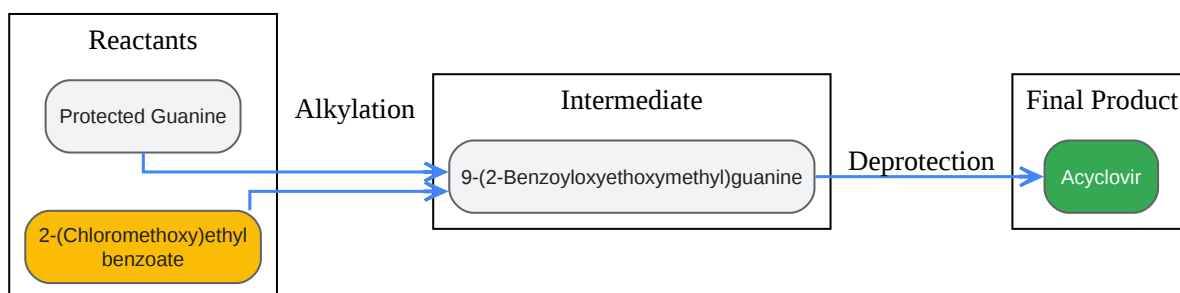 Reactants
Protected Guanine
2-(Chloromethoxy)ethyl
benzoate
Alkylation
Intermediate
9-(2-Benzoyloxyethoxymethyl)guanine
Deprotection
Final Product
Acyclovir